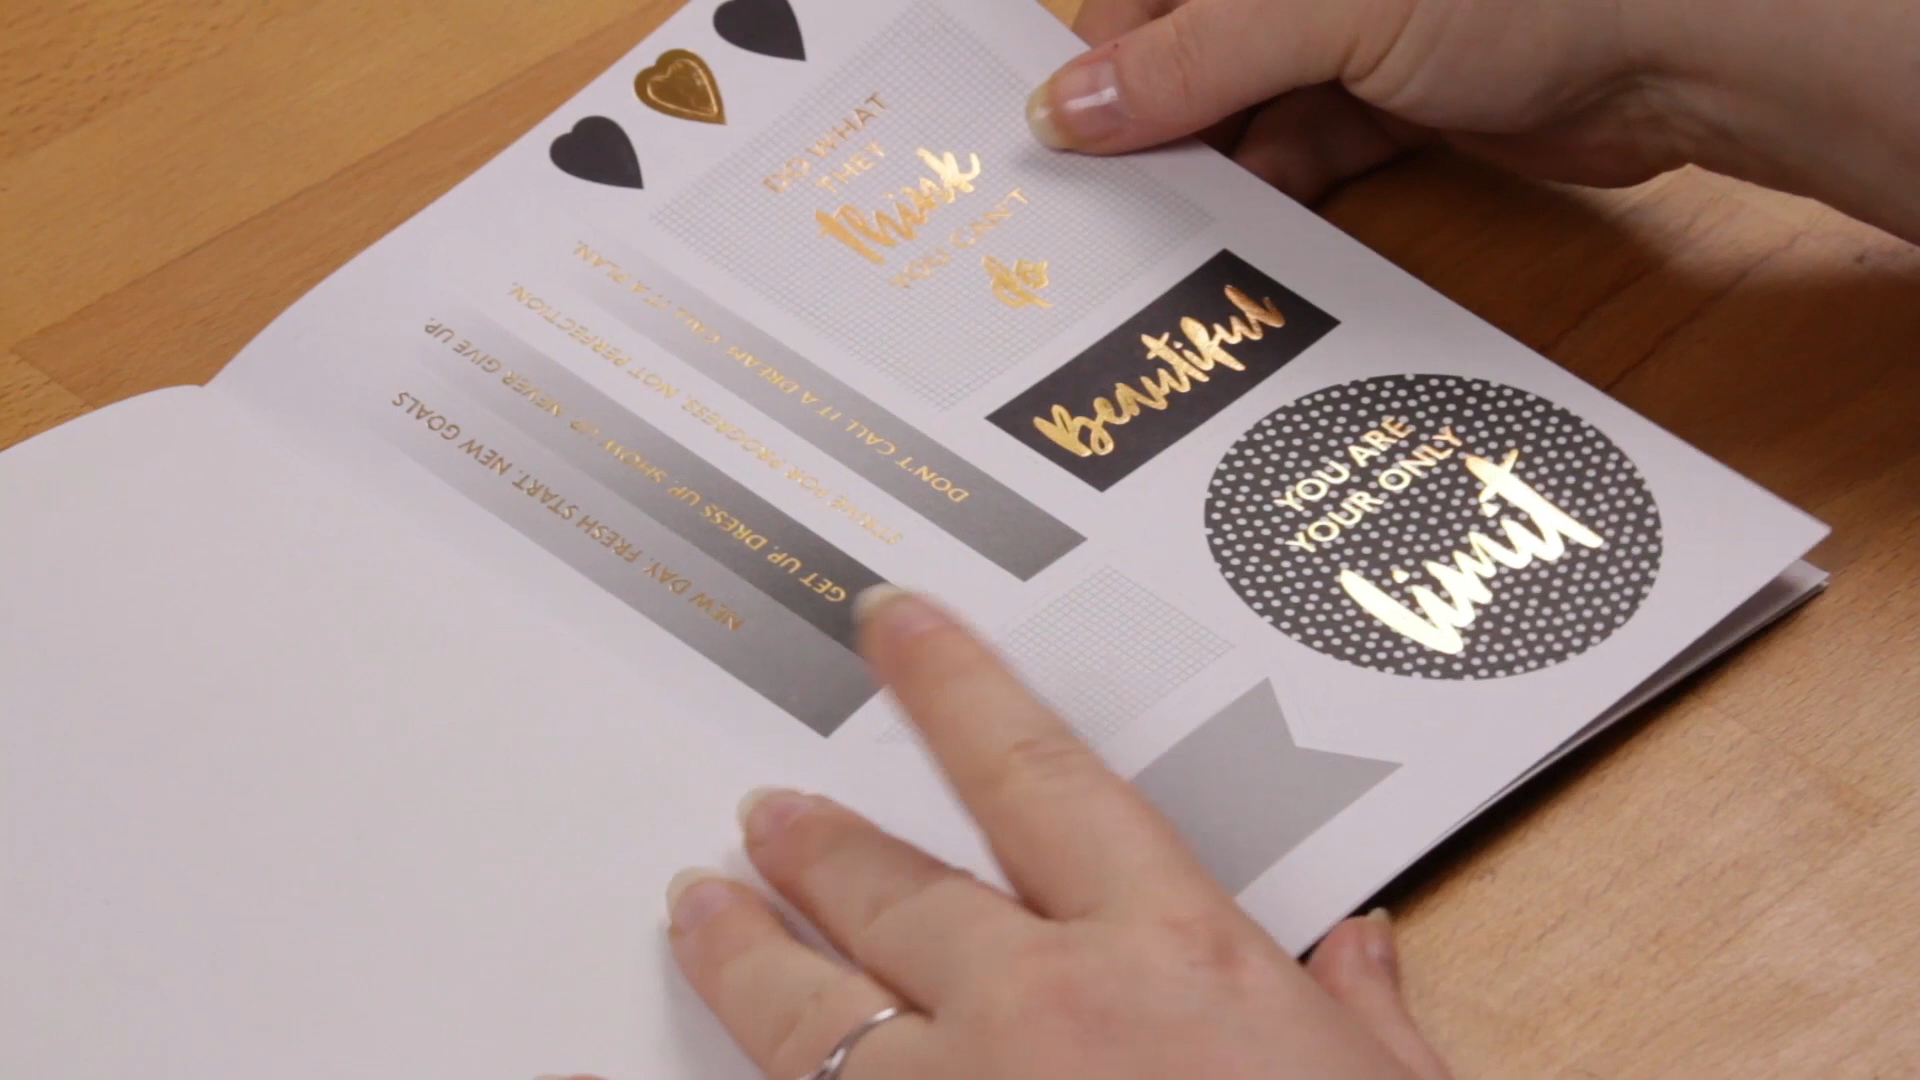 DO WHAT
THEY
think
YOU CAN'T
do
Beautiful
YOU ARE
YOUR ONLY
limit
DON'T CALL IT A DREAM. CALL IT A PLAN.
STRIVE FOR PROGRESS. NOT PERFECTION.
GET UP. DRESS UP. SHOW UP. NEVER GIVE UP.
NEW DAY. FRESH START. NEW GOALS